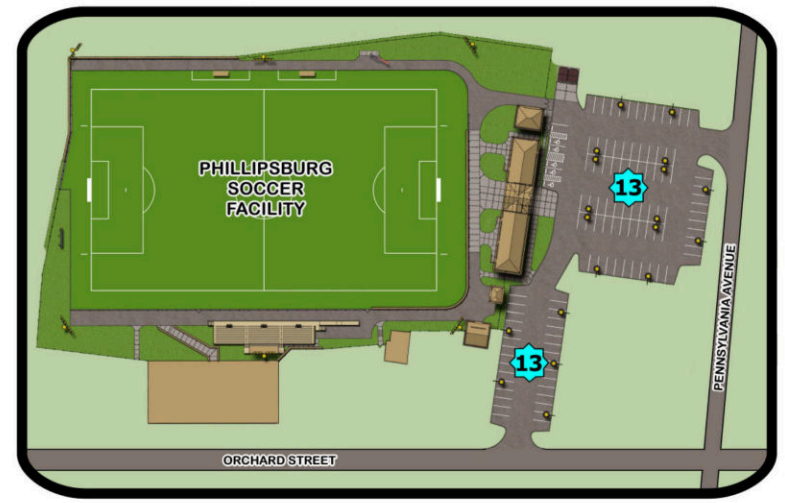 PHILLIPSBURG
SOCCER
FACILITY
13
PENNSYLVANIA AVENUE
13
ORCHARD STREET